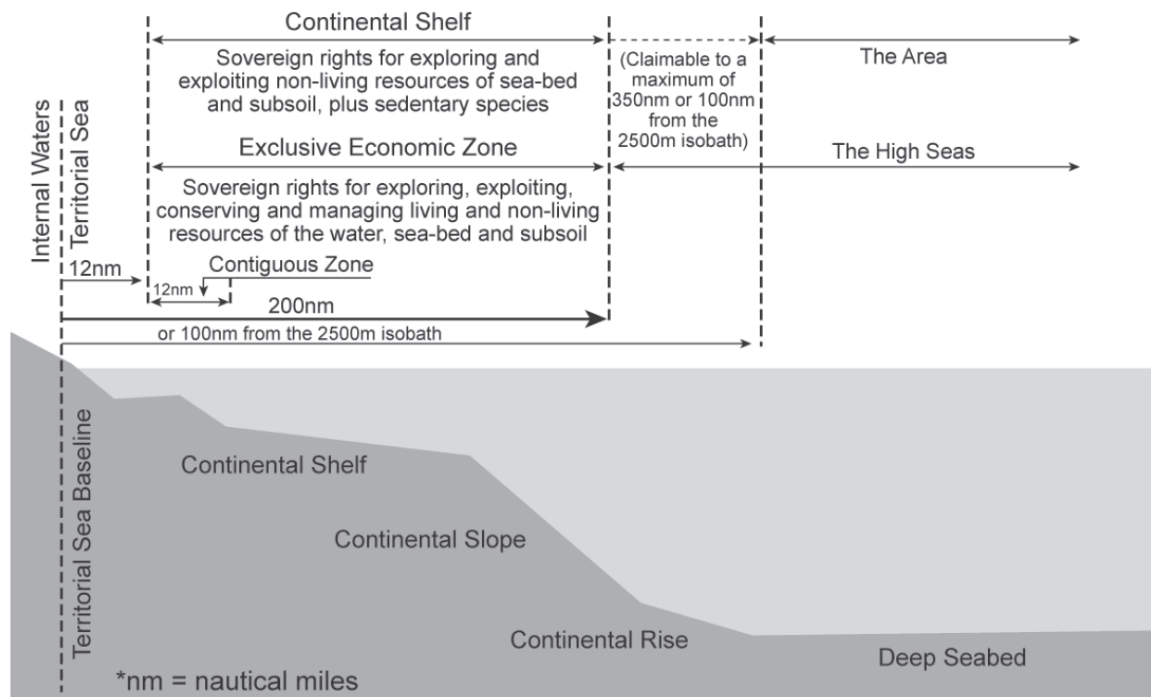 Continental Shelf
Sovereign rights for exploring and
exploiting non-living resources of sea-bed
and subsoil, plus sedentary species
(Claimable to a
maximum of
350nm or 100nm
from the
2500m isobath)
The Area
Internal Waters
Territorial Sea
Exclusive Economic Zone
The High Seas
Sovereign rights for exploring, exploiting,
conserving and managing living and non-living
resources of the water, sea-bed and subsoil
12nm
Contiguous Zone
12nm
200nm
or 100nm from the 2500m isobath
Territorial Sea Baseline
Continental Shelf
Continental Slope
Continental Rise
Deep Seabed
*nm = nautical miles